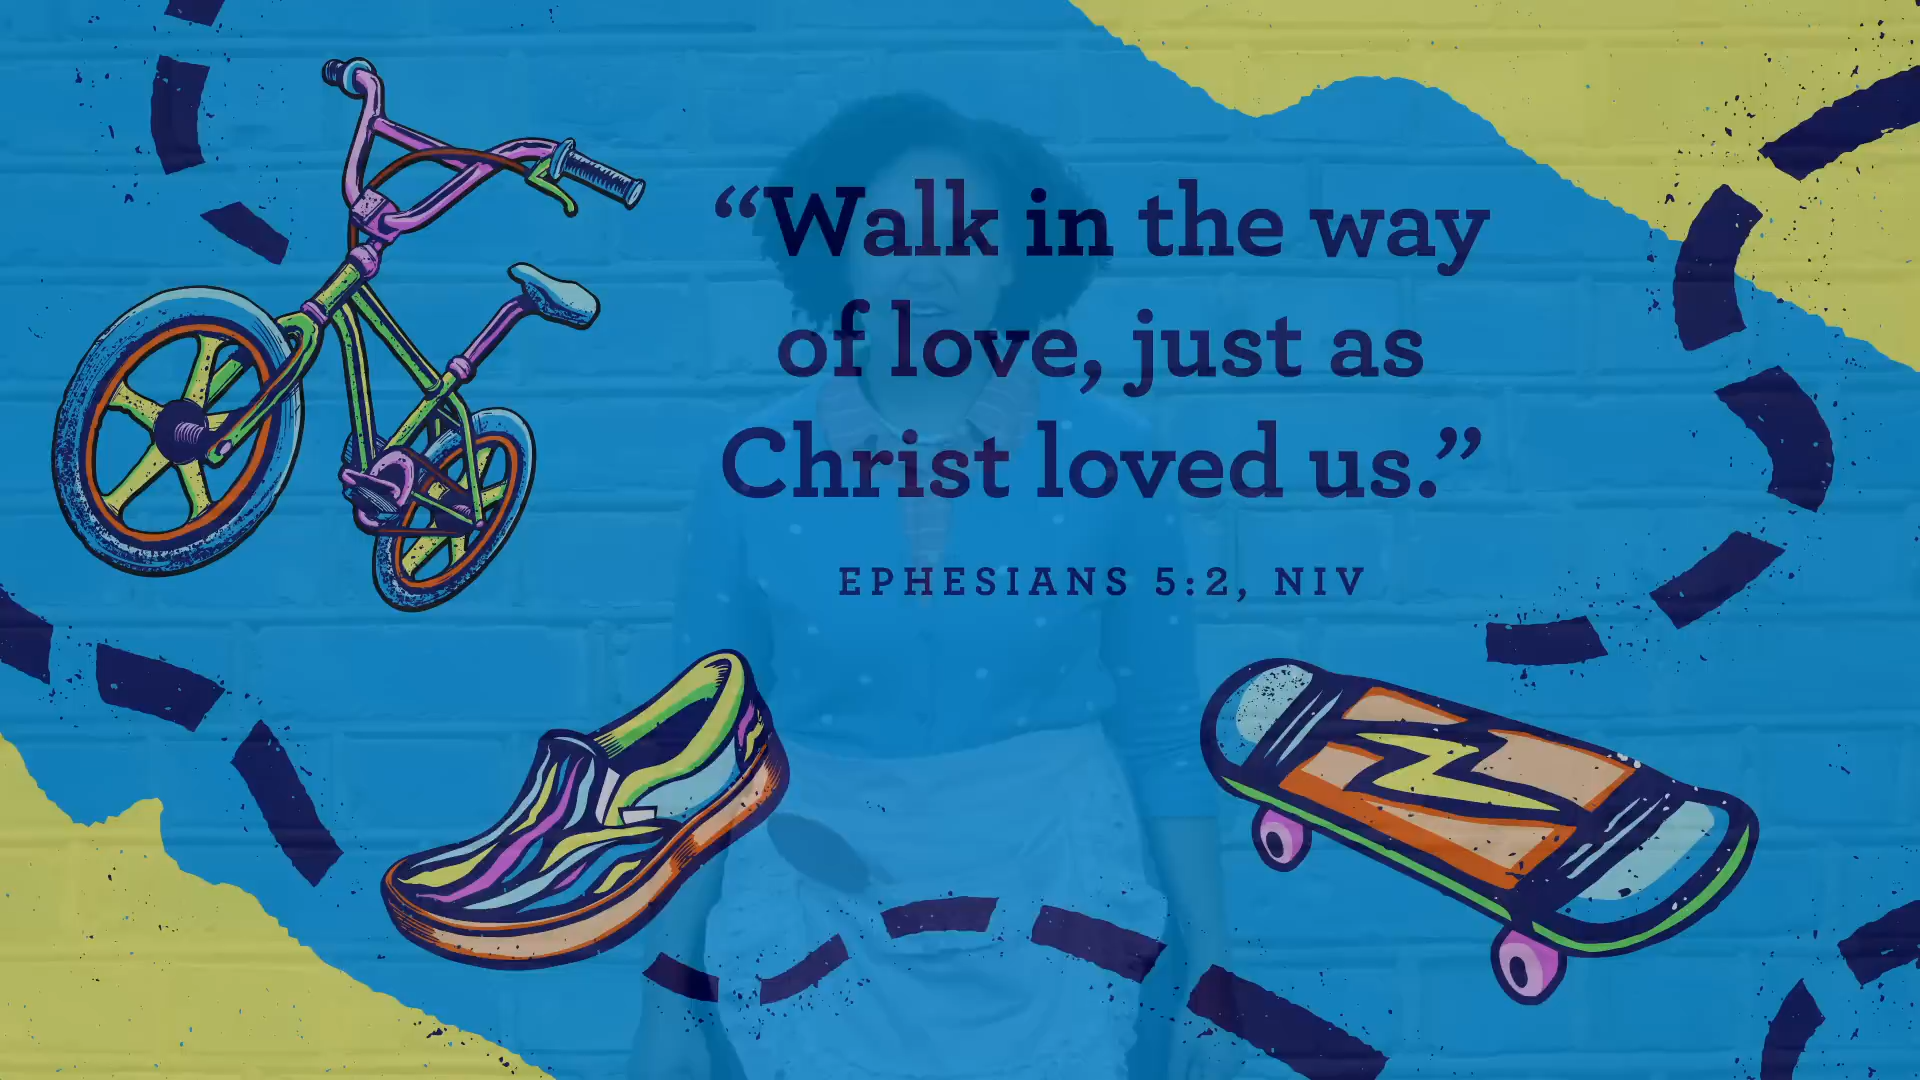 “Walk in the way
of love, just as
Christ loved us.”
EPHESIANS 5:2, NIV